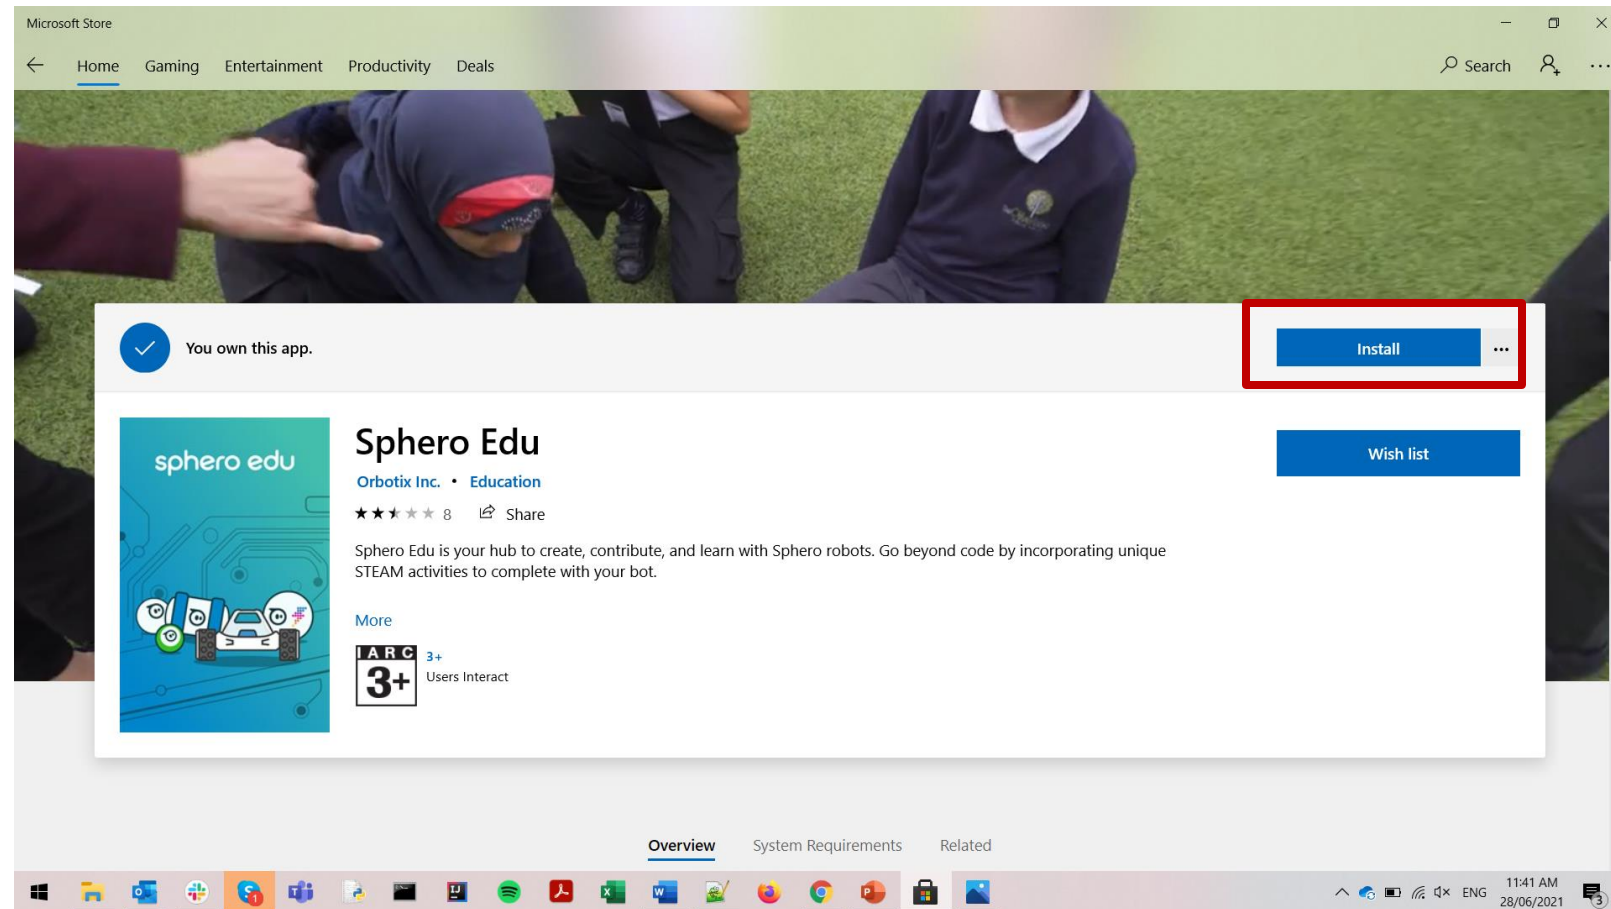 Microsoft Store
Home Gaming Entertainment Productivity Deals
Search
You own this app.
Install
sphero edu
Sphero Edu
Orbotix Inc. • Education
8 Share
Wish list
Sphero Edu is your hub to create, contribute, and learn with Sphero robots. Go beyond code by incorporating unique
STEAM activities to complete with your bot.
More
IARC
3+
3+
Users Interact
Overview System Requirements Related
1
ENG
11:41 AM
28/06/2021
3